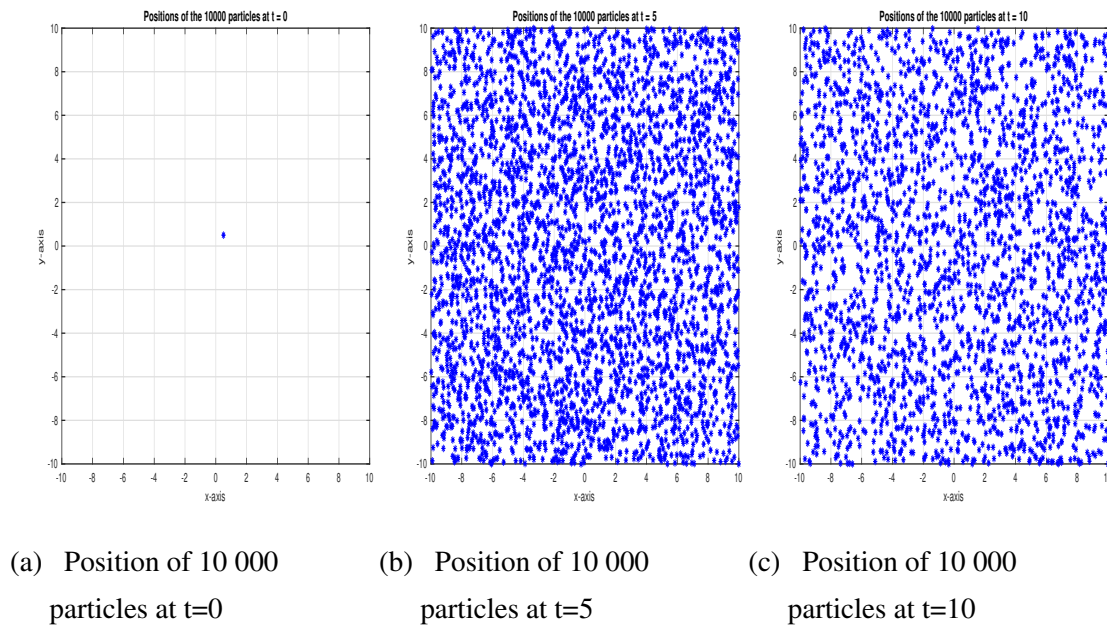 Positions of the 10000 particles at t = 0
10
8
6
4
2
0
-2
-4
-6
-8
-10
y-axis
-10 -8 -6 -4 -2 0 2 4 6 8 10
x-axis
Positions of the 10000 particles at t = 5
10
8
6
4
2
0
-2
-4
-6
-8
-10
y-axis
-10 -8 -6 -4 -2 0 2 4 6 8 10
x-axis
Positions of the 10000 particles at t = 10
10
8
6
4
2
0
-2
-4
-6
-8
-10
y-axis
-10 -8 -6 -4 -2 0 2 4 6 8 10
x-axis
(a) Position of 10 000
particles at t=0
(b) Position of 10 000
particles at t=5
(c) Position of 10 000
particles at t=10